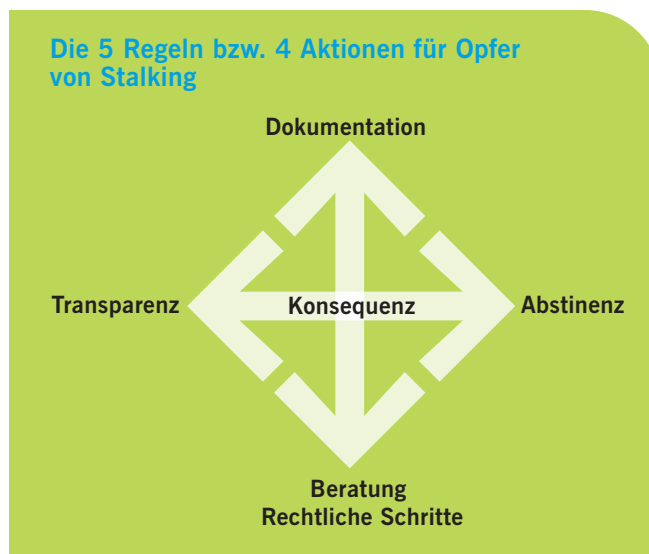 Die 5 Regeln bzw. 4 Aktionen für Opfer
von Stalking
Dokumentation
Transparenz
Konsequenz
Abstinenz
Beratung
Rechtliche Schritte